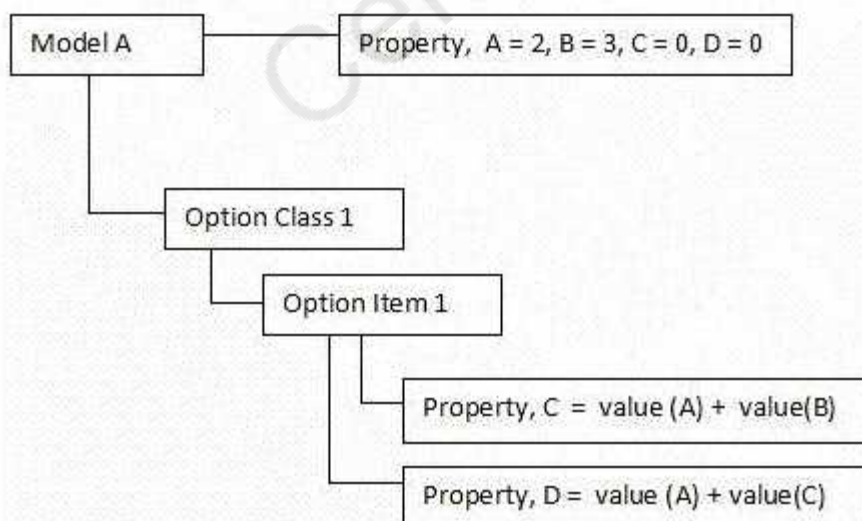 Model A
Property, A = 2, B = 3, C = 0, D = 0
Option Class 1
Option Item 1
Property, C = value (A) + value(B)
Property, D = value (A) + value(C)